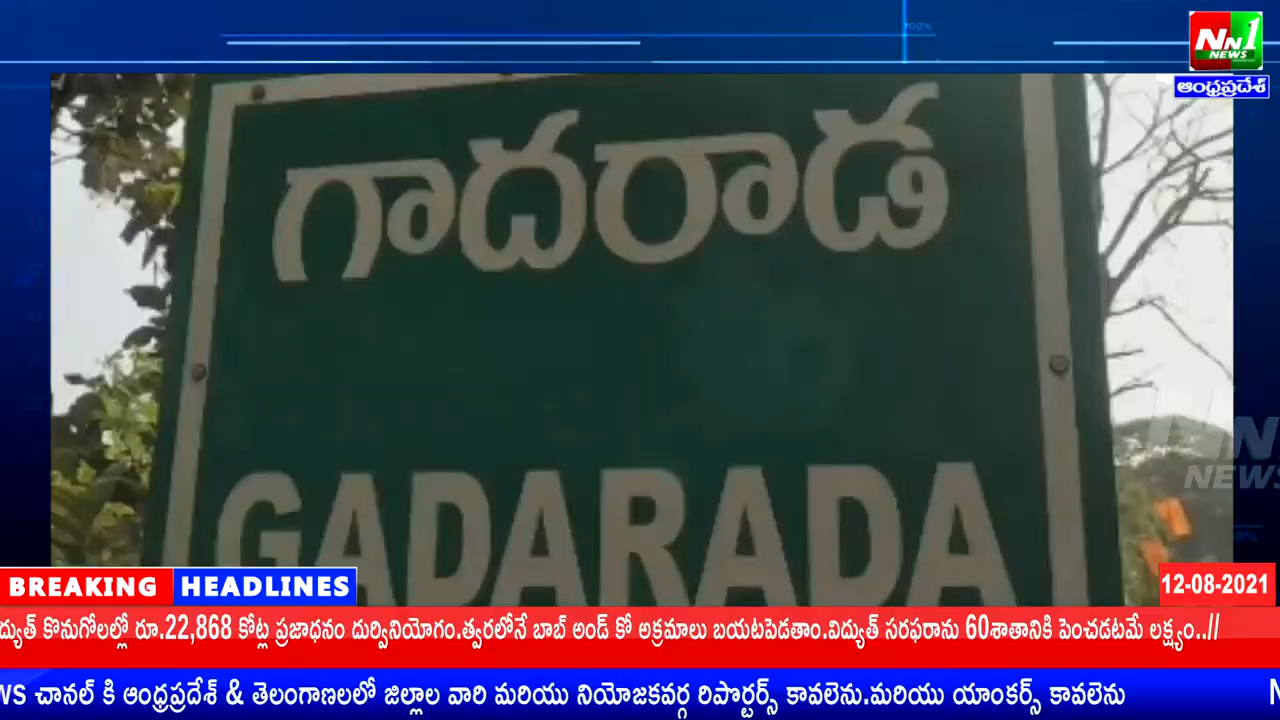 NN1
NEWS
ఆంధ్రప్రదేశ్
గాదరాడ
GADARADA
NEWS
BREAKING HEADLINES
12-08-2021
ద్యుత్ కొనుగోలల్లో రూ.22,868 కోట్ల ప్రజాధనం దుర్వినియోగం.త్వరలోనే బాబ్ అండ్ కో అక్రమాలు బయటపెడతాం.విద్యుత్ సరఫరాను 60శాతానికి పెంచడటమే లక్ష్యం..//
WS చానల్ కి ఆంధ్రప్రదేశ్ & తెలంగాణలలో జిల్లాల వారి మరియు నియోజకవర్గ రిపొర్టర్స్ కావలెను.మరియు యాంకర్స్ కావలెను